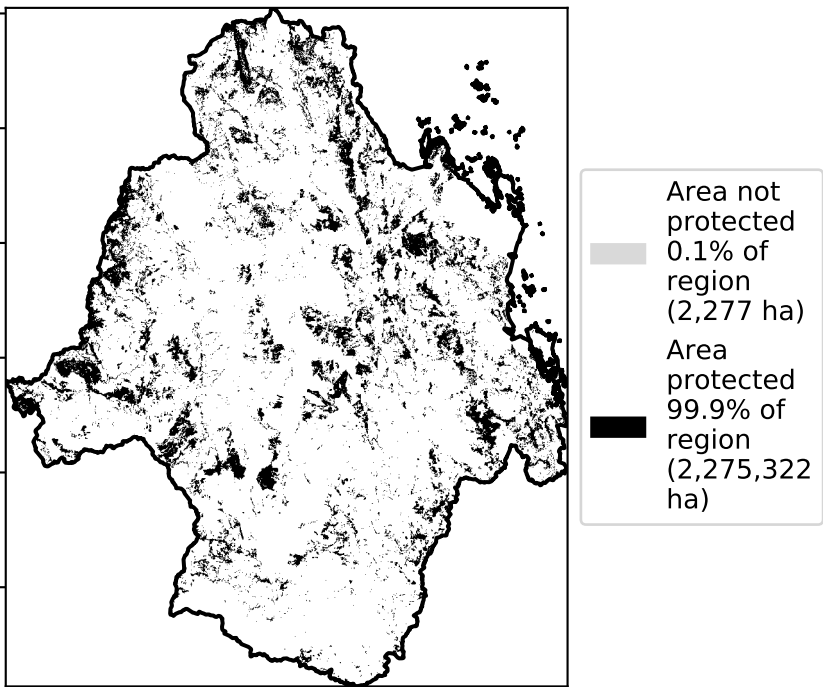 Area not
protected
0.1% of
region
(2,277 ha)
Area
protected
99.9% of
region
(2,275,322
ha)